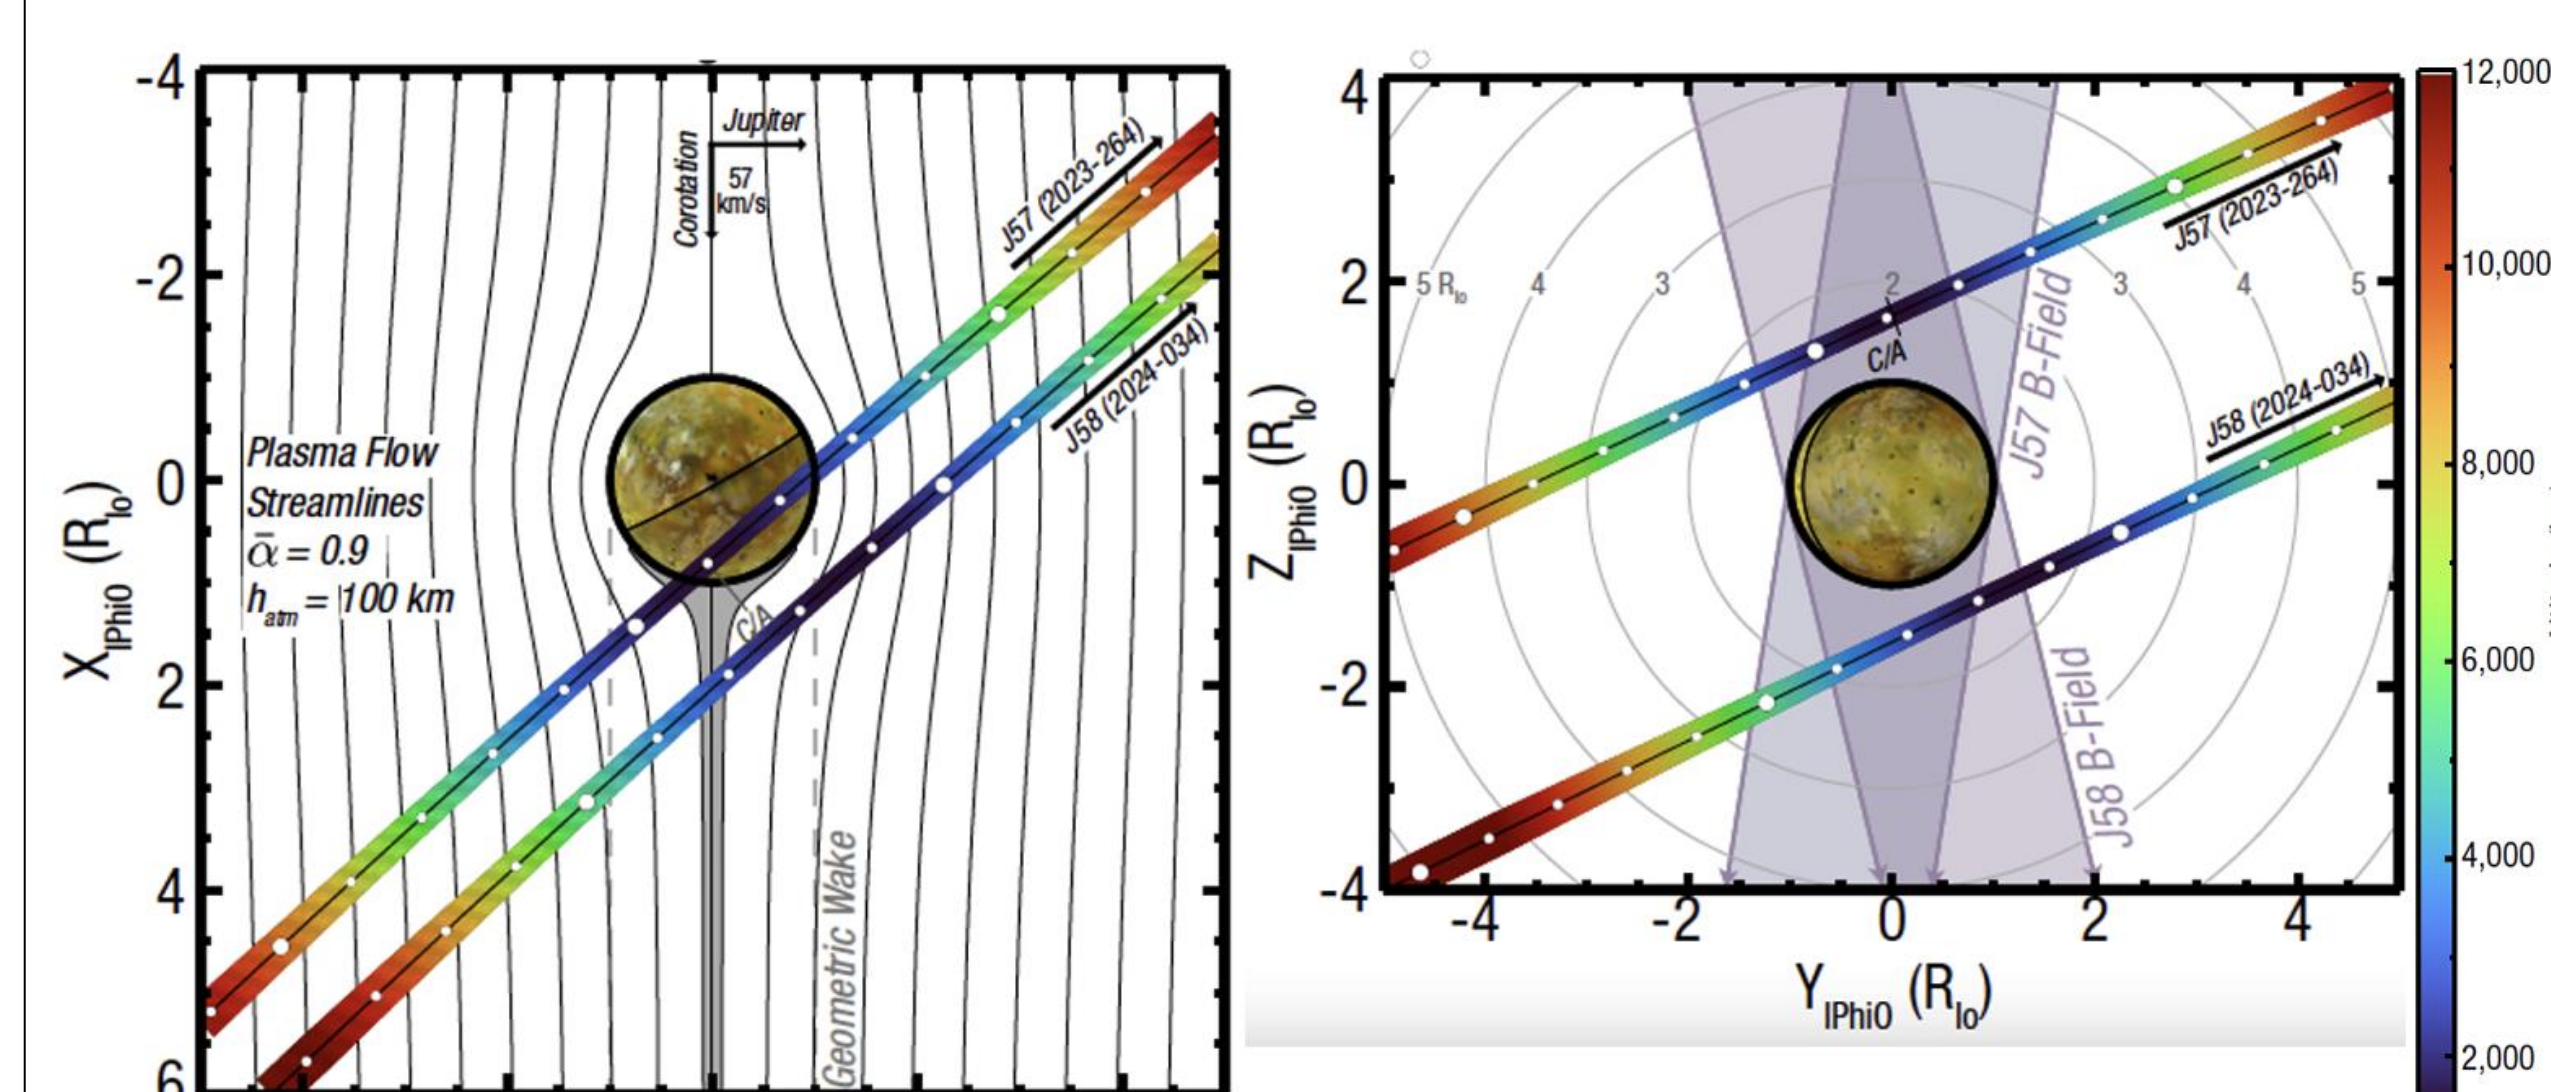 -4
-2
0
2
4
6
X_IPhiO (R_Io)
Corotation
Jupiter
57
km/s
J57 (2023-264)
J58 (2024-034)
Plasma Flow
Streamlines
ᾱ = 0.9
h_atm = 100 km
C/A
Geometric Wake
4
2
0
-2
-4
Z_IPhiO (R_Io)
5 R_Io
4
3
2
3
4
5
C/A
J57 (2023-264)
J58 (2024-034)
J57 B-Field
J58 B-Field
-4
-2
0
2
4
Y_IPhiO (R_Io)
12,000
10,000
8,000
6,000
4,000
2,000